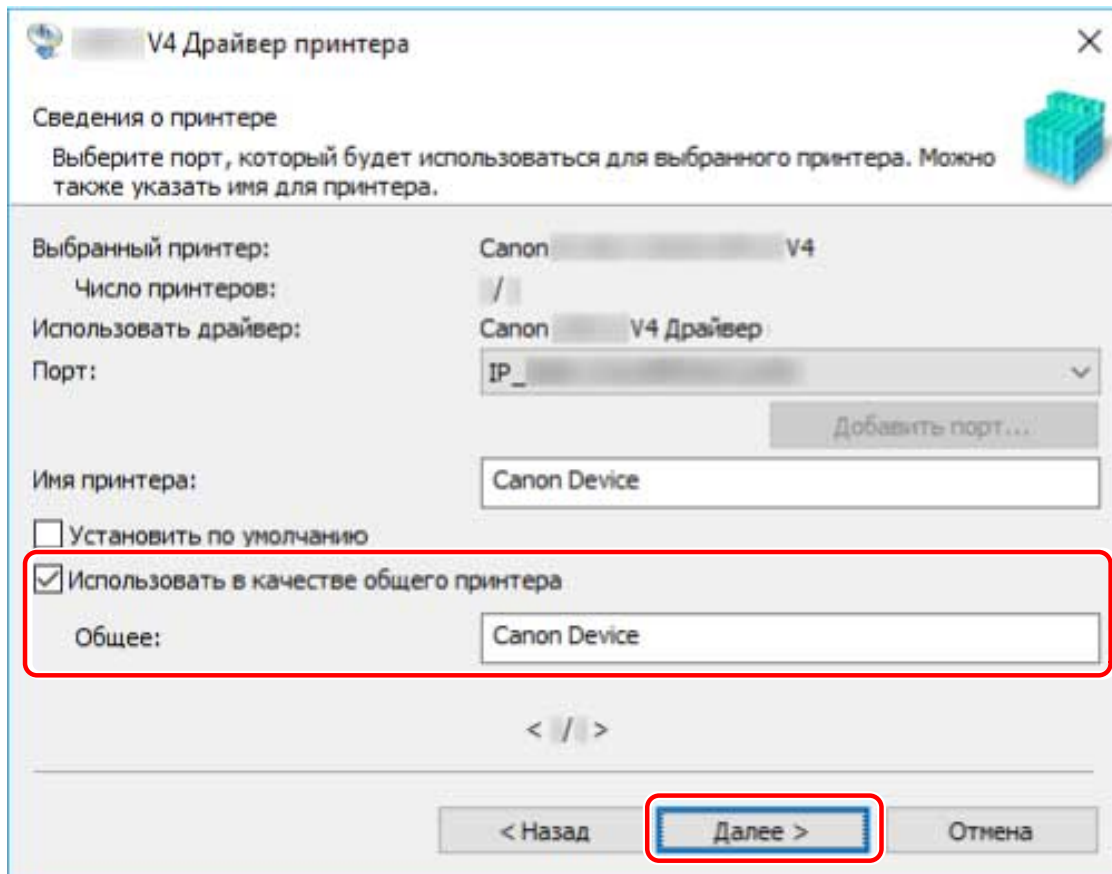 V4 Драйвер принтера
Сведения о принтере
Выберите порт, который будет использоваться для выбранного принтера. Можно
также указать имя для принтера.
Выбранный принтер: Canon V4
Число принтеров: /
Использовать драйвер: Canon V4 Драйвер
Порт: IP_
Добавить порт...
Имя принтера: Canon Device
Установить по умолчанию
Использовать в качестве общего принтера
Общее: Canon Device
< / >
< Назад Далее > Отмена